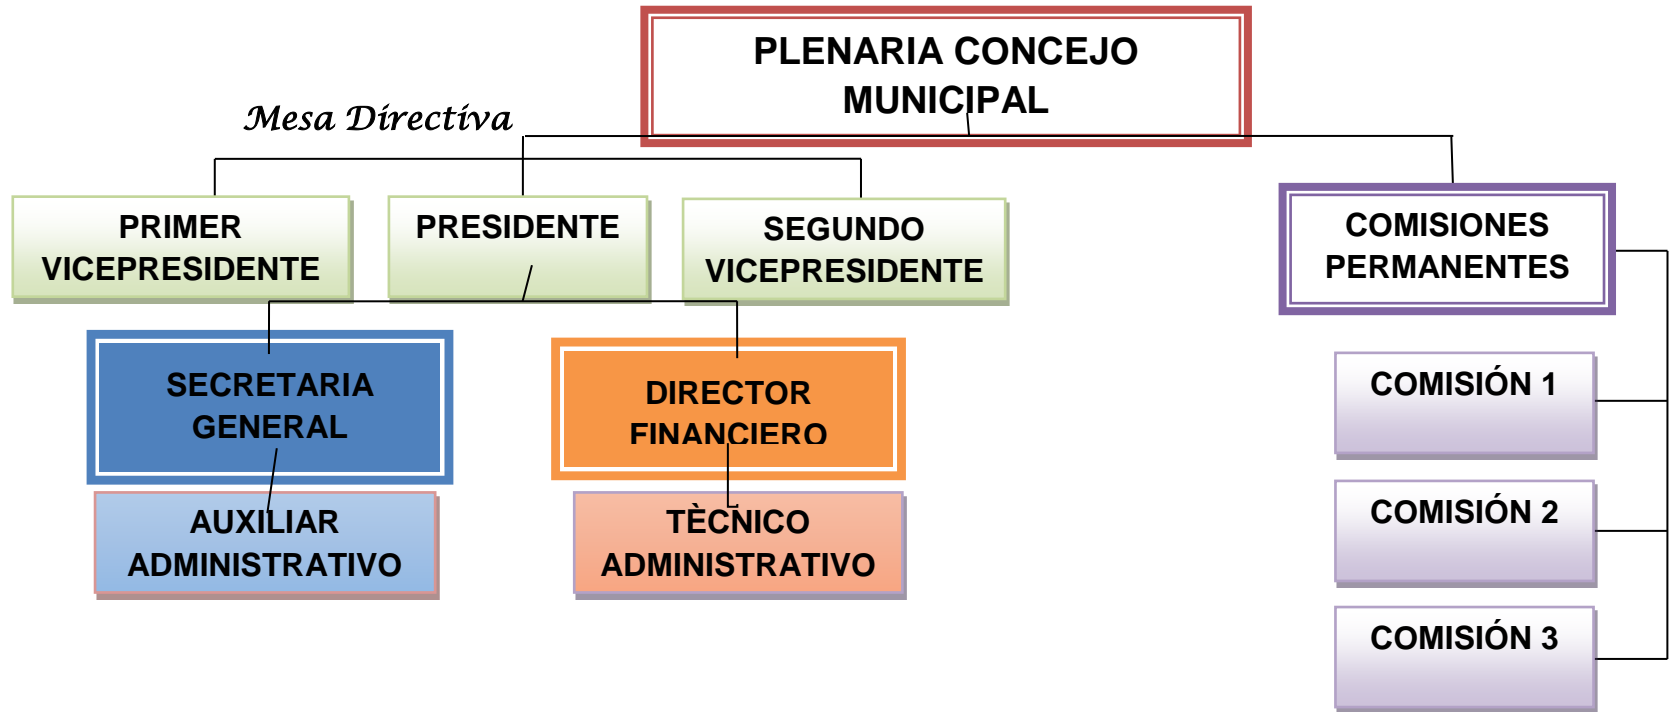 PLENARIA CONCEJO
MUNICIPAL
Mesa Directiva
PRIMER
VICEPRESIDENTE
PRESIDENTE
SEGUNDO
VICEPRESIDENTE
COMISIONES
PERMANENTES
SECRETARIA
GENERAL
DIRECTOR
FINANCIERO
AUXILIAR
ADMINISTRATIVO
TÈCNICO
ADMINISTRATIVO
COMISIÓN 1
COMISIÓN 2
COMISIÓN 3